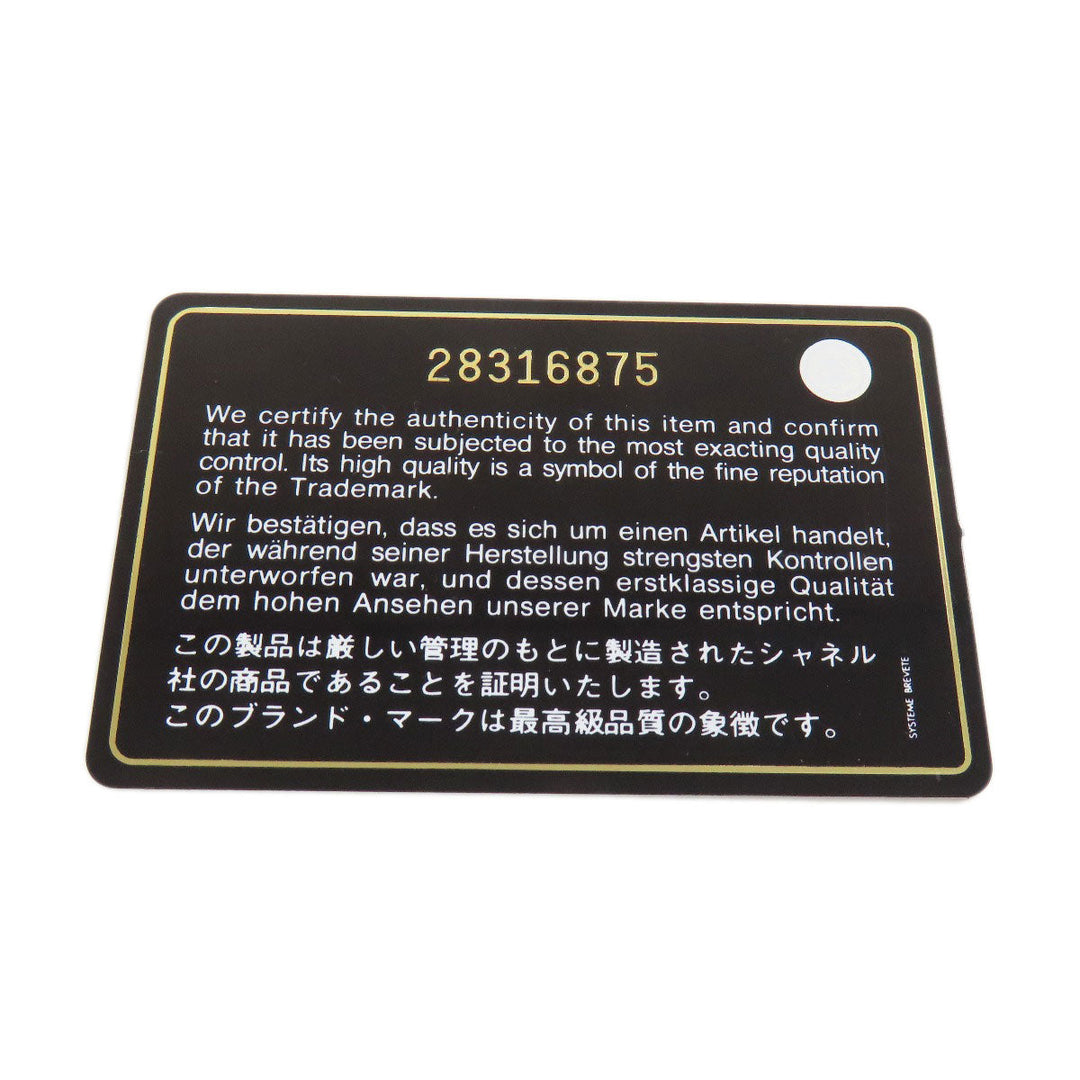 28316875
We certify the authenticity of this item and confirm
that it has been subjected to the most exacting quality
control. Its high quality is a symbol of the fine reputation
of the Trademark.
Wir bestätigen, dass es sich um einen Artikel handelt,
der während seiner Herstellung strengsten Kontrollen
unterworfen war, und dessen erstklassige Qualität
dem hohen Ansehen unserer Marke entspricht.
この製品は厳しい管理のもとに製造されたシャネル
社の商品であることを証明いたします。
このブランド・マークは最高級品質の象徴です。
SYSTEME BREVETE